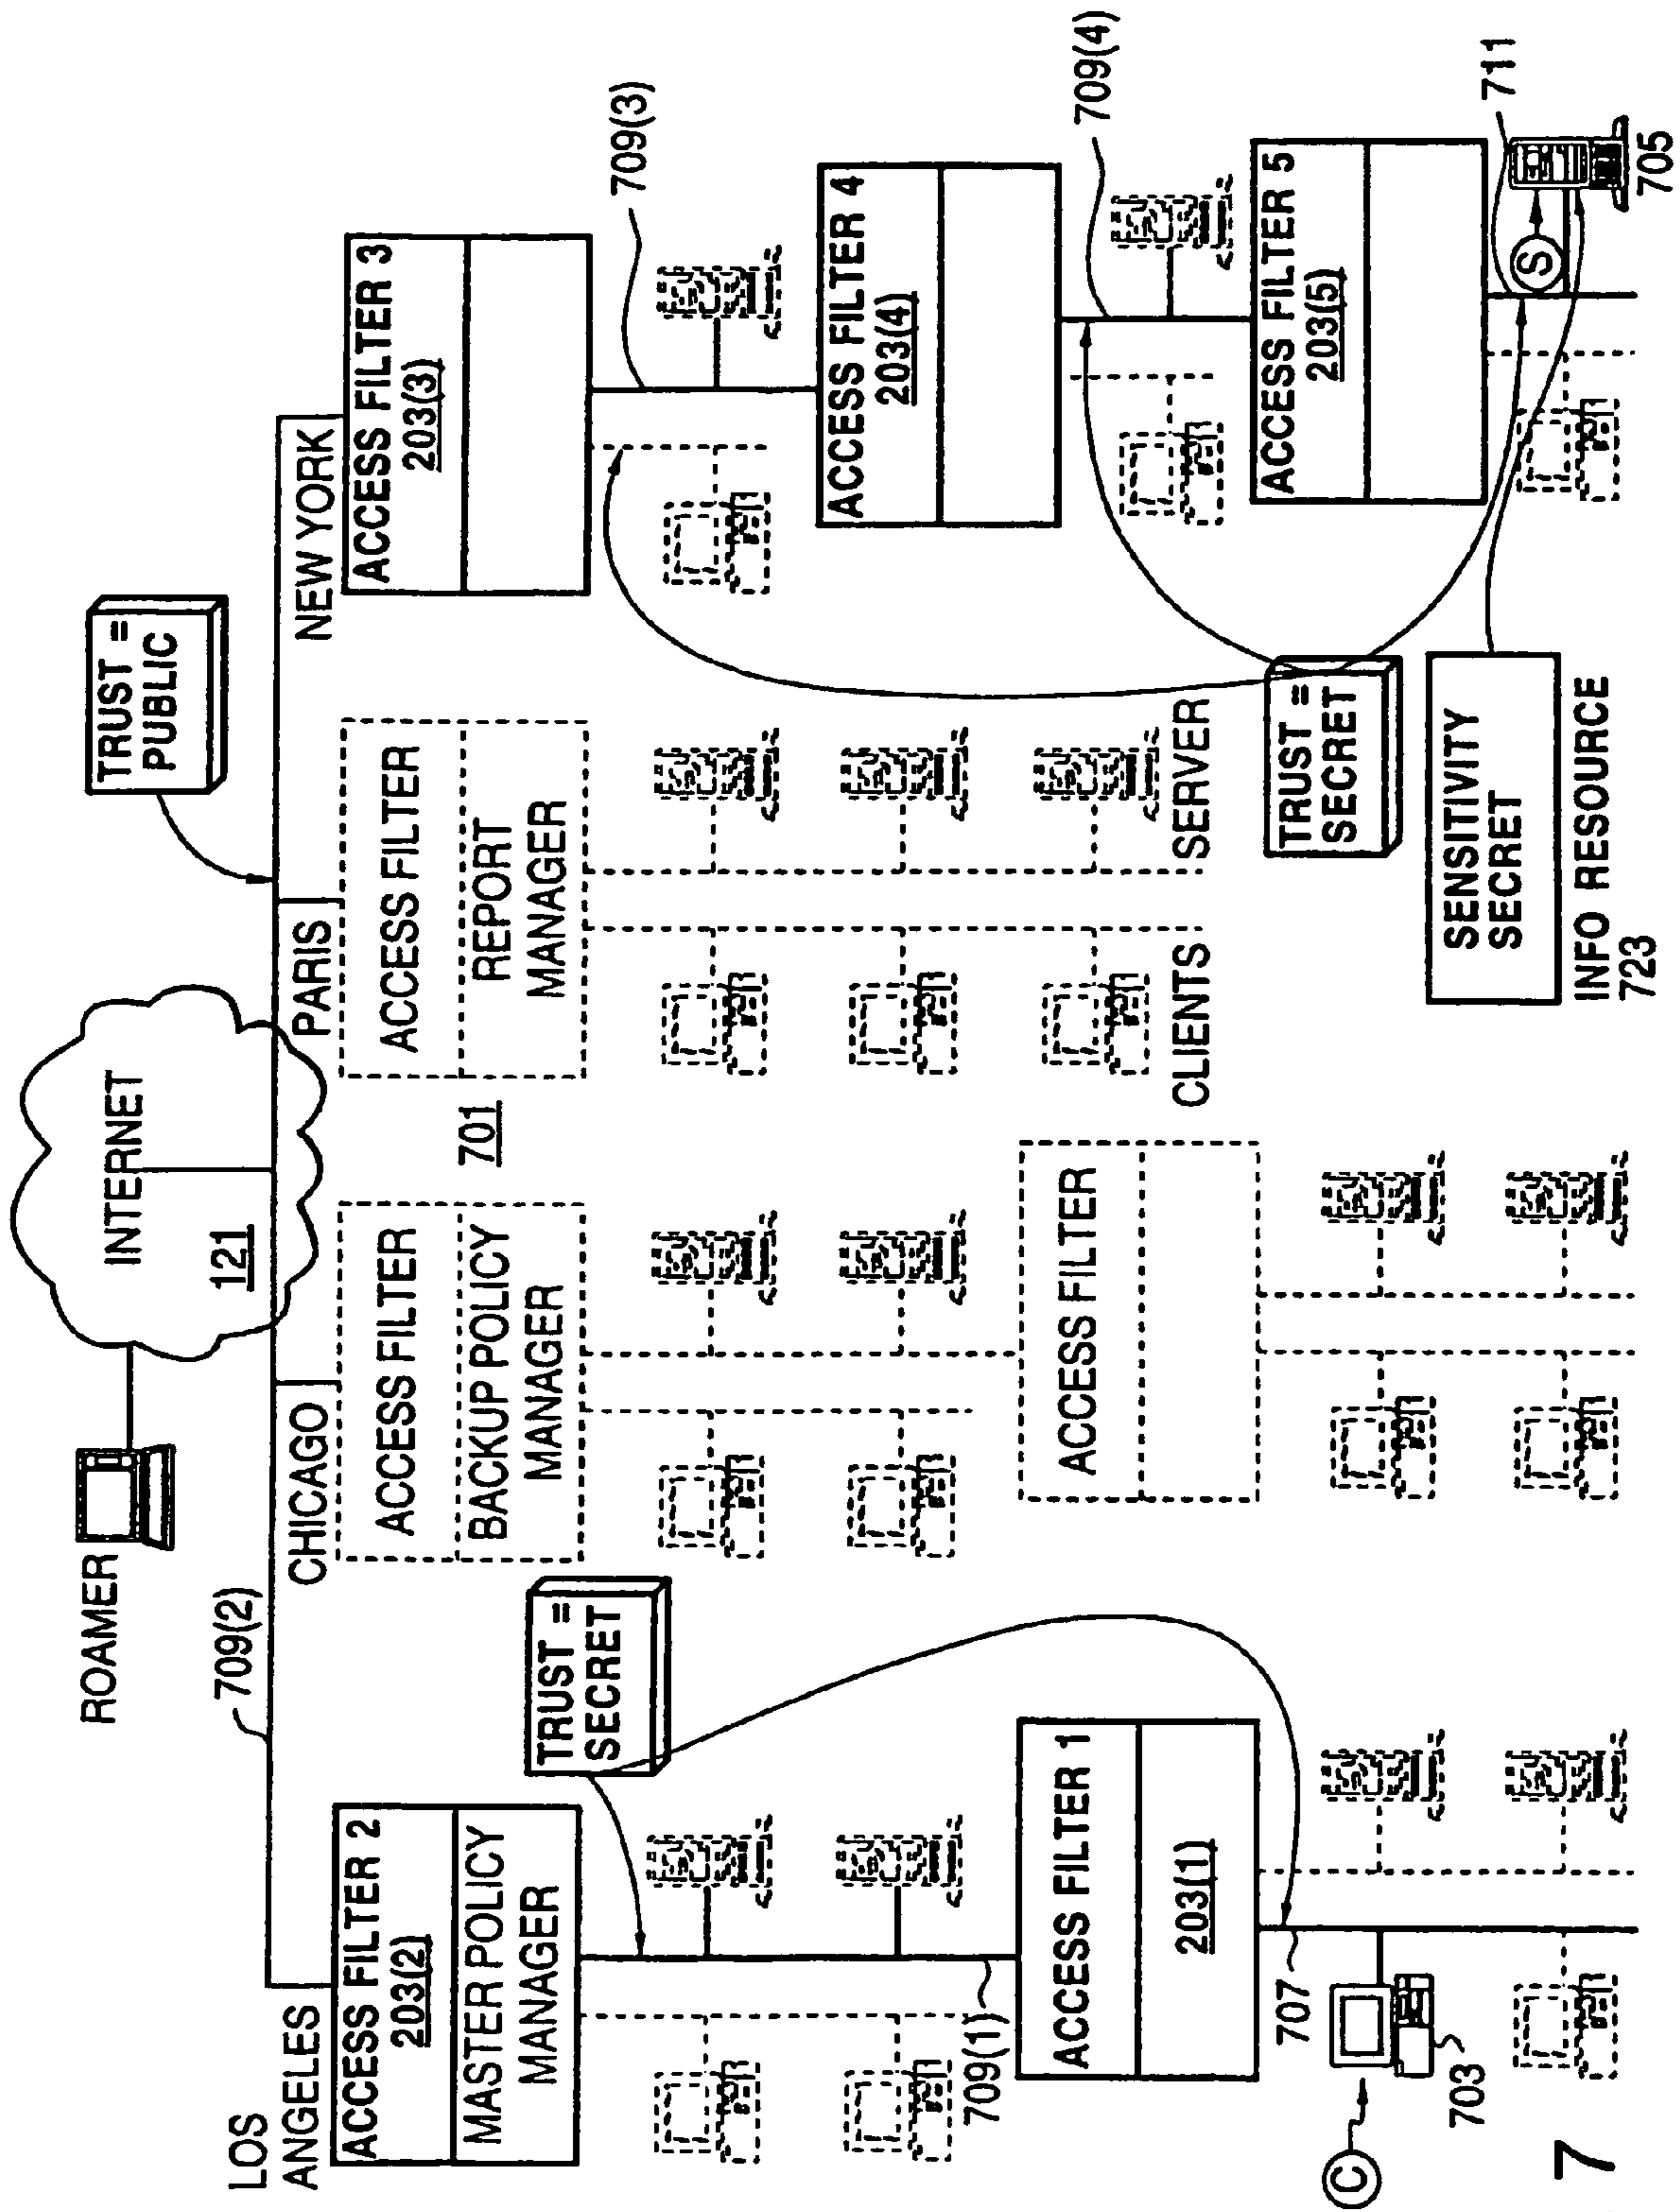 ROAMER
INTERNET
121
709(2)
TRUST =
PUBLIC
LOS
ANGELES
CHICAGO
PARIS
NEW YORK
ACCESS FILTER 2
203(2)
MASTER POLICY
MANAGER
ACCESS FILTER
BACKUP POLICY
MANAGER
701
ACCESS FILTER
REPORT
MANAGER
ACCESS FILTER 3
203(3)
709(3)
TRUST =
SECRET
709(1)
ACCESS FILTER 1
203(1)
ACCESS FILTER
CLIENTS
SERVER
ACCESS FILTER 4
203(4)
709(4)
TRUST =
SECRET
ACCESS FILTER 5
203(5)
707
C
703
SENSITIVITY
SECRET
INFO RESOURCE
723
711
S
705
7